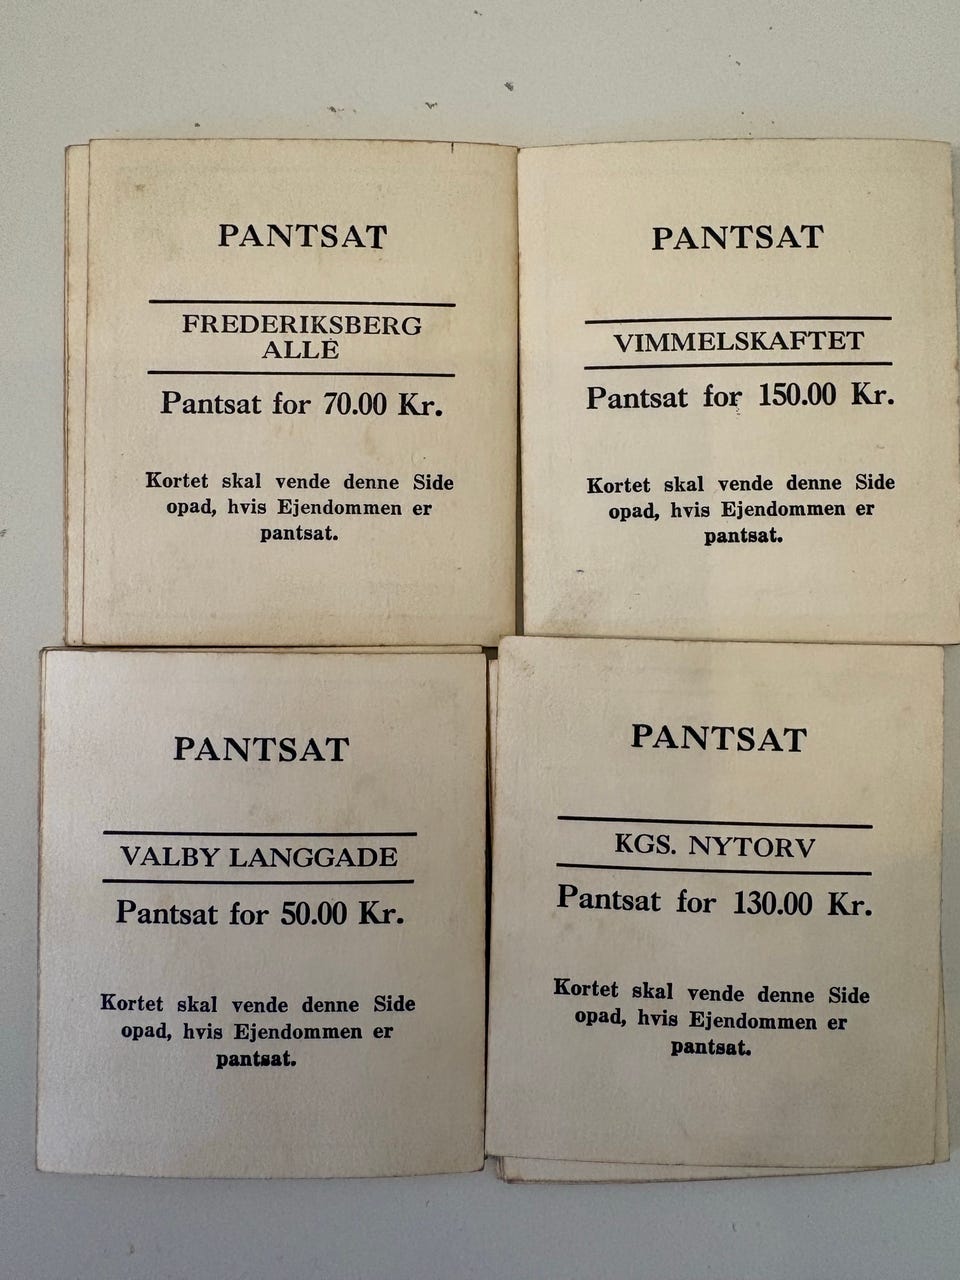 PANTSAT
FREDERIKSBERG
ALLÉ
Pantsat for 70.00 Kr.
Kortet skal vende denne Side
opad, hvis Ejendommen er
pantsat.
PANTSAT
VIMMELSKAFTET
Pantsat for 150.00 Kr.
Kortet skal vende denne Side
opad, hvis Ejendommen er
pantsat.
PANTSAT
VALBY LANGGADE
Pantsat for 50.00 Kr.
Kortet skal vende denne Side
opad, hvis Ejendommen er
pantsat.
PANTSAT
KGS. NYTORV
Pantsat for 130.00 Kr.
Kortet skal vende denne Side
opad, hvis Ejendommen er
pantsat.